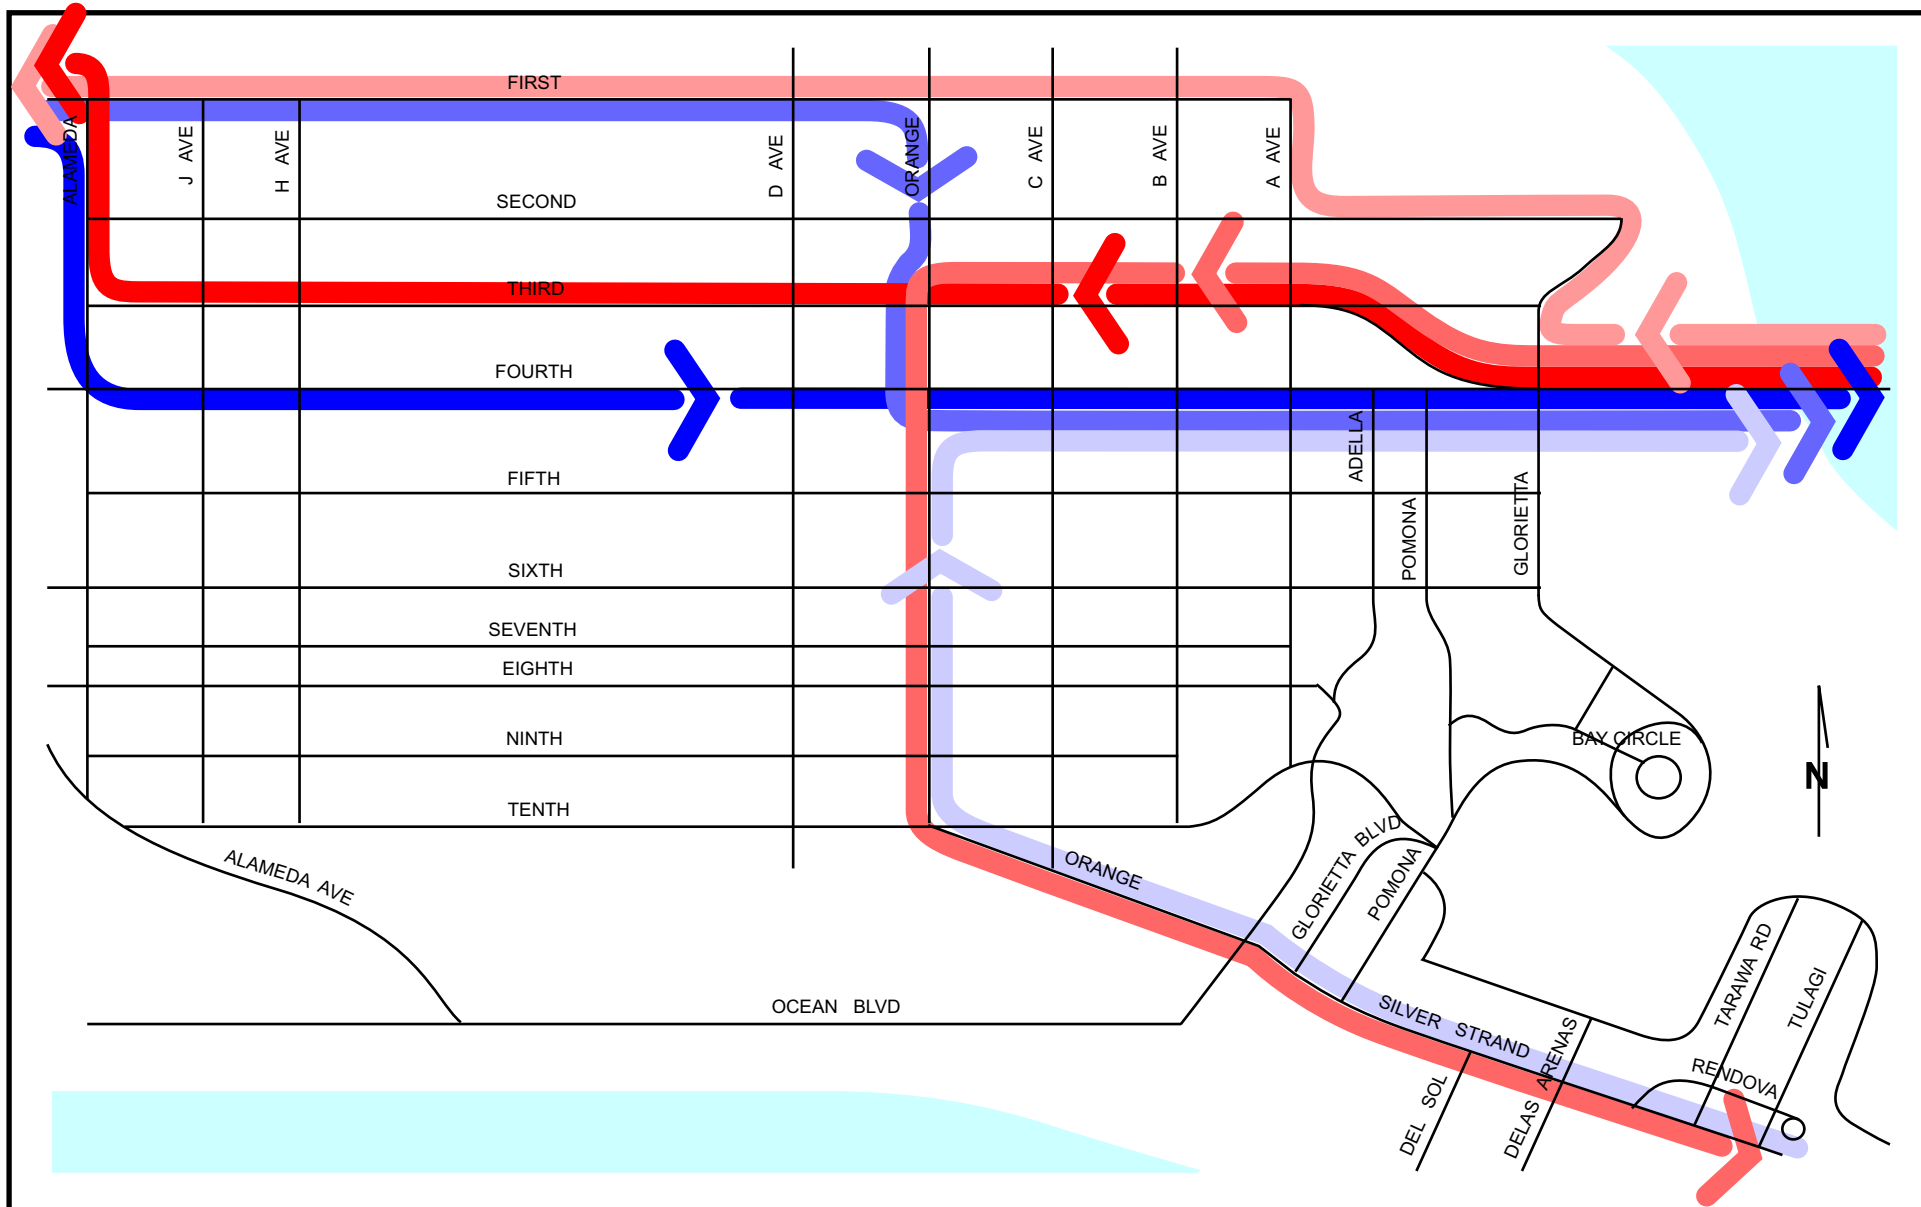 FIRST
ALAMEDA
J AVE
H AVE
D AVE
ORANGE
C AVE
B AVE
A AVE
SECOND
THIRD
FOURTH
ADELLA
FIFTH
POMONA
GLORIETTA
SIXTH
SEVENTH
EIGHTH
NINTH
BAY CIRCLE
N
TENTH
ALAMEDA AVE
ORANGE
GLORIETTA BLVD
POMONA
OCEAN BLVD
SILVER STRAND
TARAWA RD
TULAGI
RENDOVA
DEL SOL
DELAS ARENAS